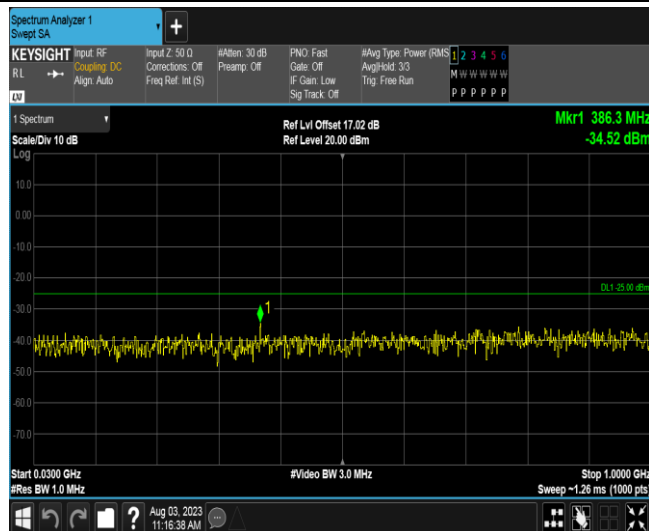 Spectrum Analyzer 1
Swept SA
+
KEYSIGHT
RL
LXI
Input: RF
Coupling: DC
Align: Auto
Input Z: 50 Ω
Corrections: Off
Freq Ref: Int (S)
#Atten: 30 dB
Preamp: Off
PNO: Fast
Gate: Off
IF Gain: Low
Sig Track: Off
#Avg Type: Power (RMS
Avg|Hold: 3/3
Trig: Free Run
1 2 3 4 5 6
M W W W W W
P P P P P P
1 Spectrum
Scale/Div 10 dB
Ref Lvl Offset 17.02 dB
Ref Level 20.00 dBm
Mkr1 386.3 MHz
-34.52 dBm
Log
10.0
0.00
-10.0
-20.0
DL1 -25.00 dBm
-30.0
1
-40.0
-50.0
-60.0
-70.0
Start 0.0300 GHz
#Video BW 3.0 MHz
Stop 1.0000 GHz
#Res BW 1.0 MHz
Sweep ~1.26 ms (1000 pts)
?
Aug 03, 2023
11:16:38 AM